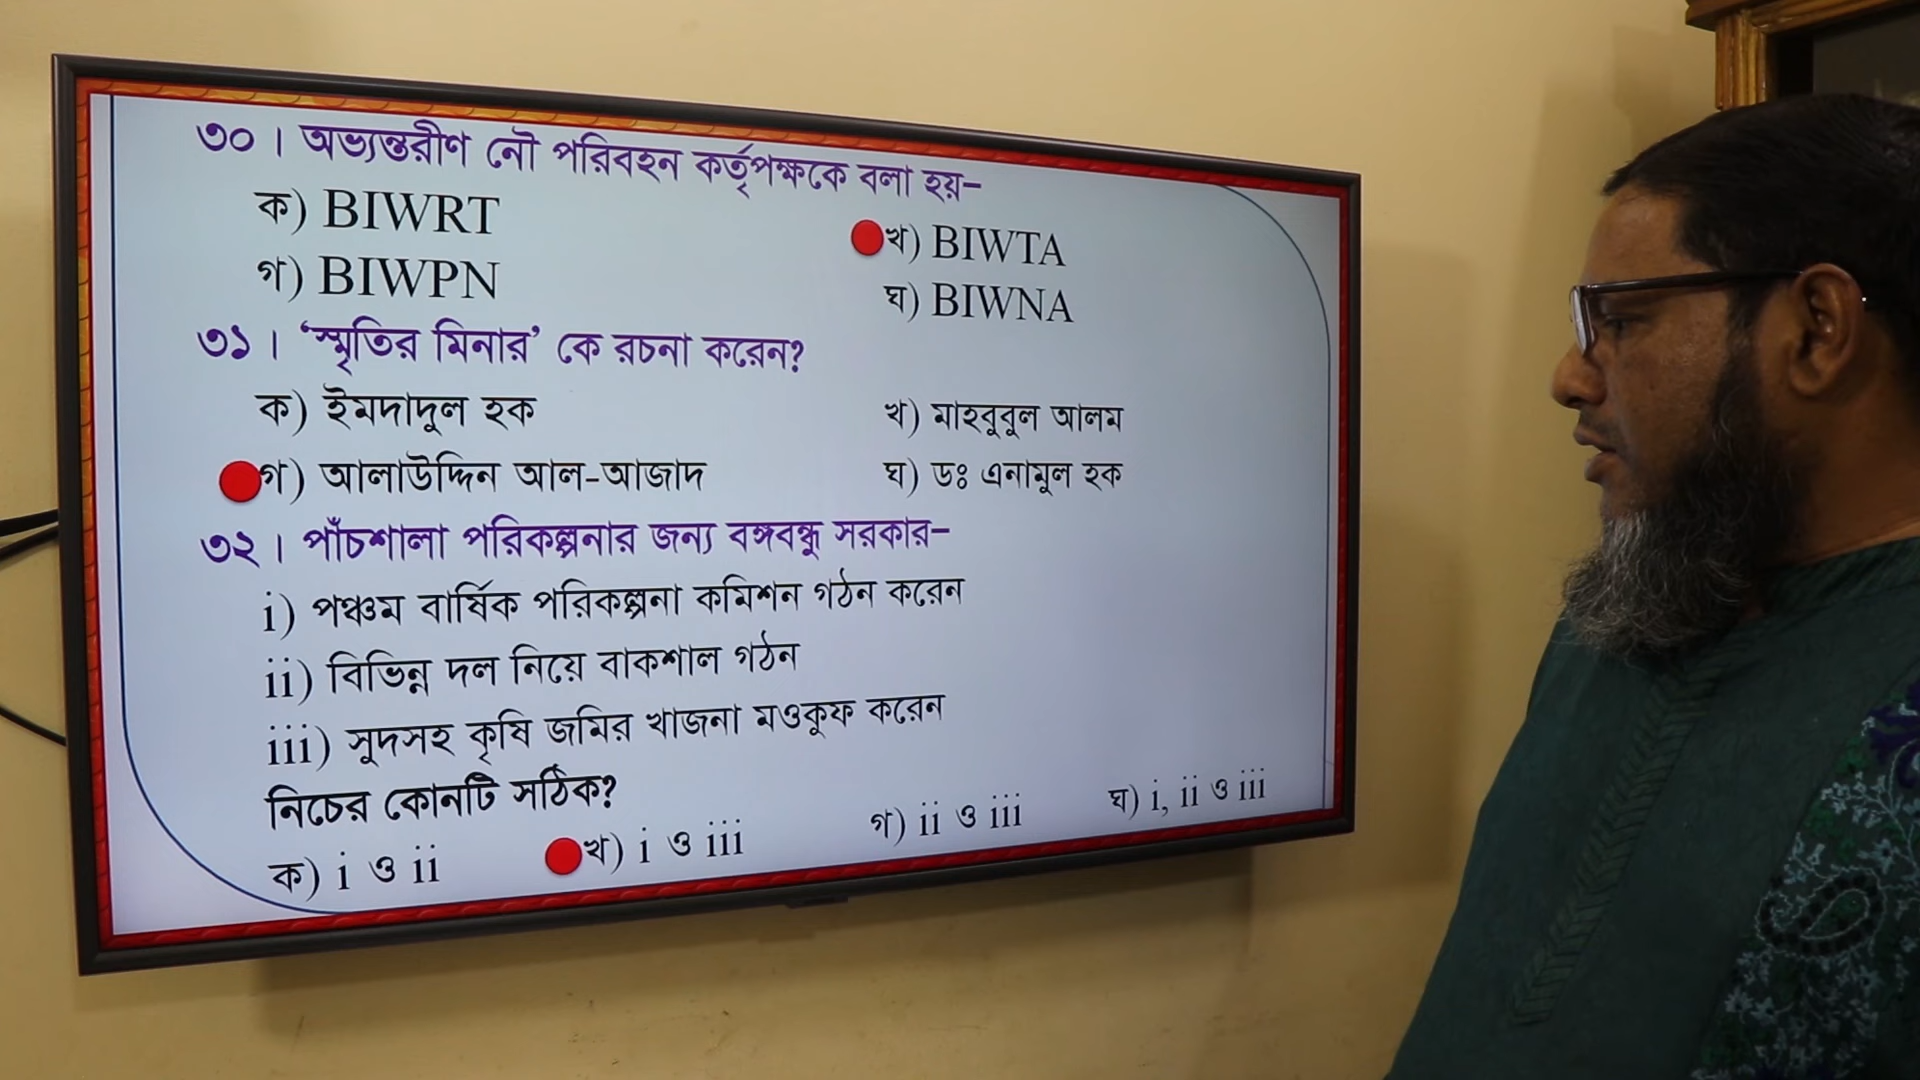 ৩০। অভ্যন্তরীণ নৌ পরিবহন কর্তৃপক্ষকে বলা হয়–
ক) BIWRT খ) BIWTA
গ) BIWPN ঘ) BIWNA
৩১। ‘স্মৃতির মিনার’ কে রচনা করেন?
ক) ইমদাদুল হক খ) মাহবুবুল আলম
গ) আলাউদ্দিন আল-আজাদ ঘ) ডঃ এনামুল হক
৩২। পাঁচশালা পরিকল্পনার জন্য বঙ্গবন্ধু সরকার–
i) পঞ্চম বার্ষিক পরিকল্পনা কমিশন গঠন করেন
ii) বিভিন্ন দল নিয়ে বাকশাল গঠন
iii) সুদসহ কৃষি জমির খাজনা মওকুফ করেন
নিচের কোনটি সঠিক?
ক) i ও ii খ) i ও iii গ) ii ও iii ঘ) i, ii ও iii